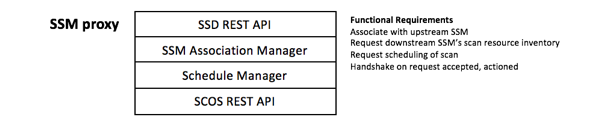 SSM proxy
SSD REST API
SSM Association Manager
Schedule Manager
SCOS REST API
Functional Requirements
Associate with upstream SSM
Request downstream SSM's scan resource inventory
Request scheduling of scan
Handshake on request accepted, actioned